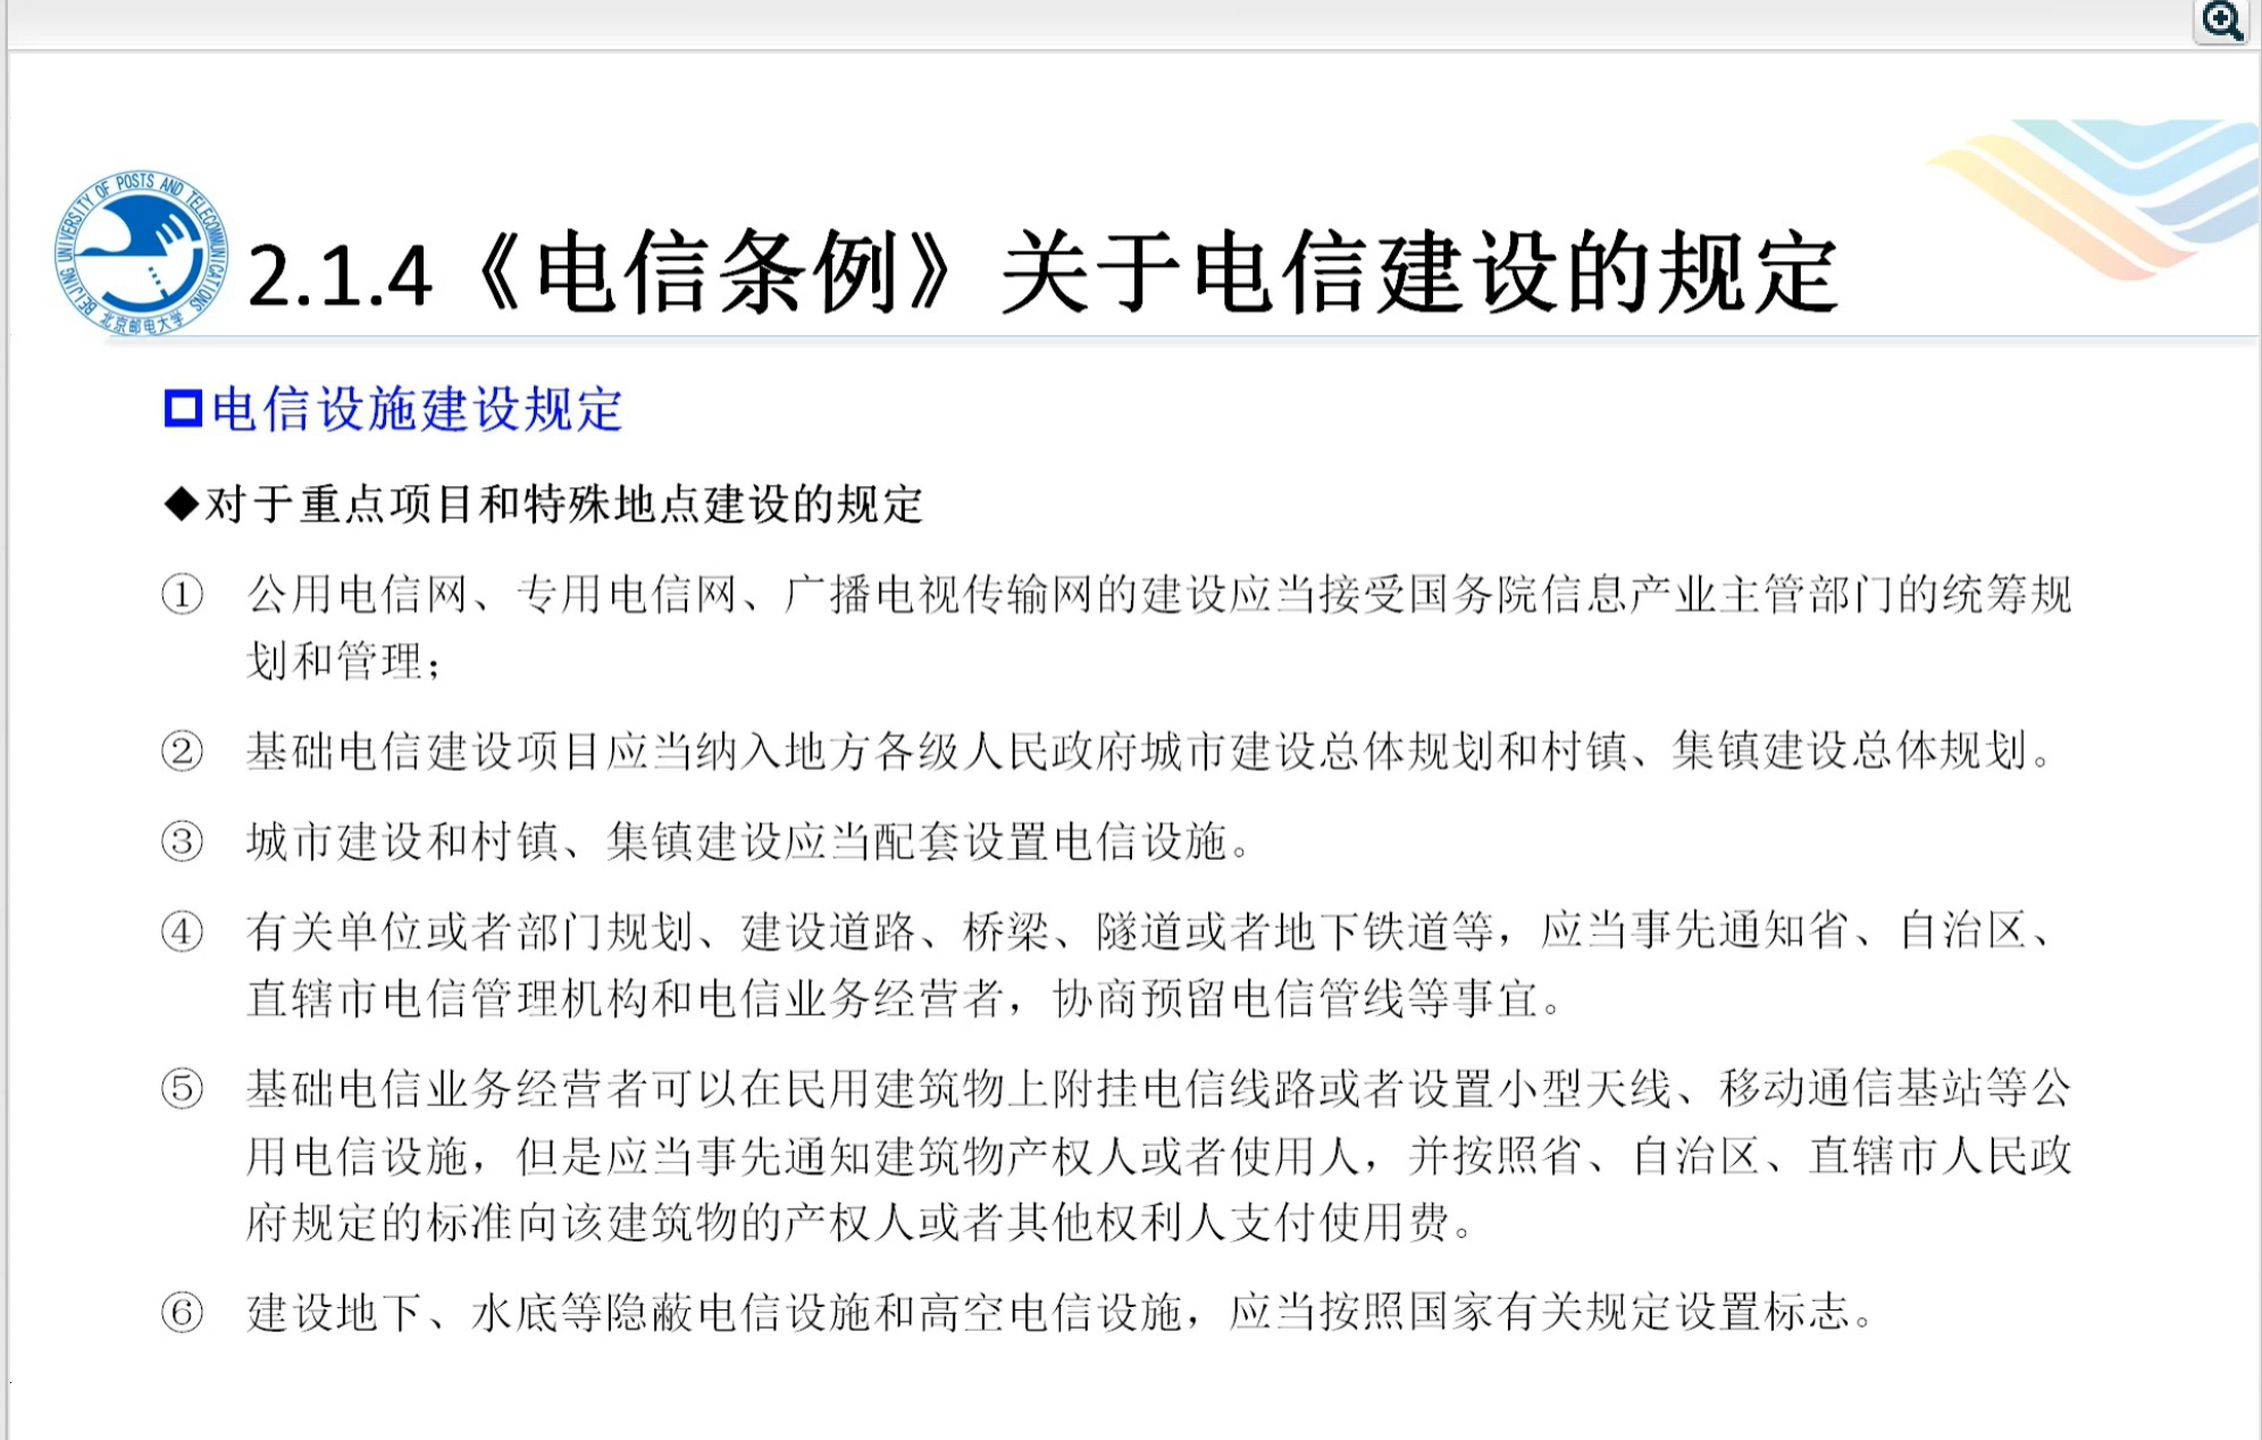 BEIJING UNIVERSITY OF POSTS AND TELECOMMUNICATIONS
北京邮电大学
2.1.4《电信条例》关于电信建设的规定
电信设施建设规定
◆对于重点项目和特殊地点建设的规定
① 公用电信网、专用电信网、广播电视传输网的建设应当接受国务院信息产业主管部门的统筹规
划和管理；
② 基础电信建设项目应当纳入地方各级人民政府城市建设总体规划和村镇、集镇建设总体规划。
③ 城市建设和村镇、集镇建设应当配套设置电信设施。
④ 有关单位或者部门规划、建设道路、桥梁、隧道或者地下铁道等，应当事先通知省、自治区、
直辖市电信管理机构和电信业务经营者，协商预留电信管线等事宜。
⑤ 基础电信业务经营者可以在民用建筑物上附挂电信线路或者设置小型天线、移动通信基站等公
用电信设施，但是应当事先通知建筑物产权人或者使用人，并按照省、自治区、直辖市人民政
府规定的标准向该建筑物的产权人或者其他权利人支付使用费。
⑥ 建设地下、水底等隐蔽电信设施和高空电信设施，应当按照国家有关规定设置标志。